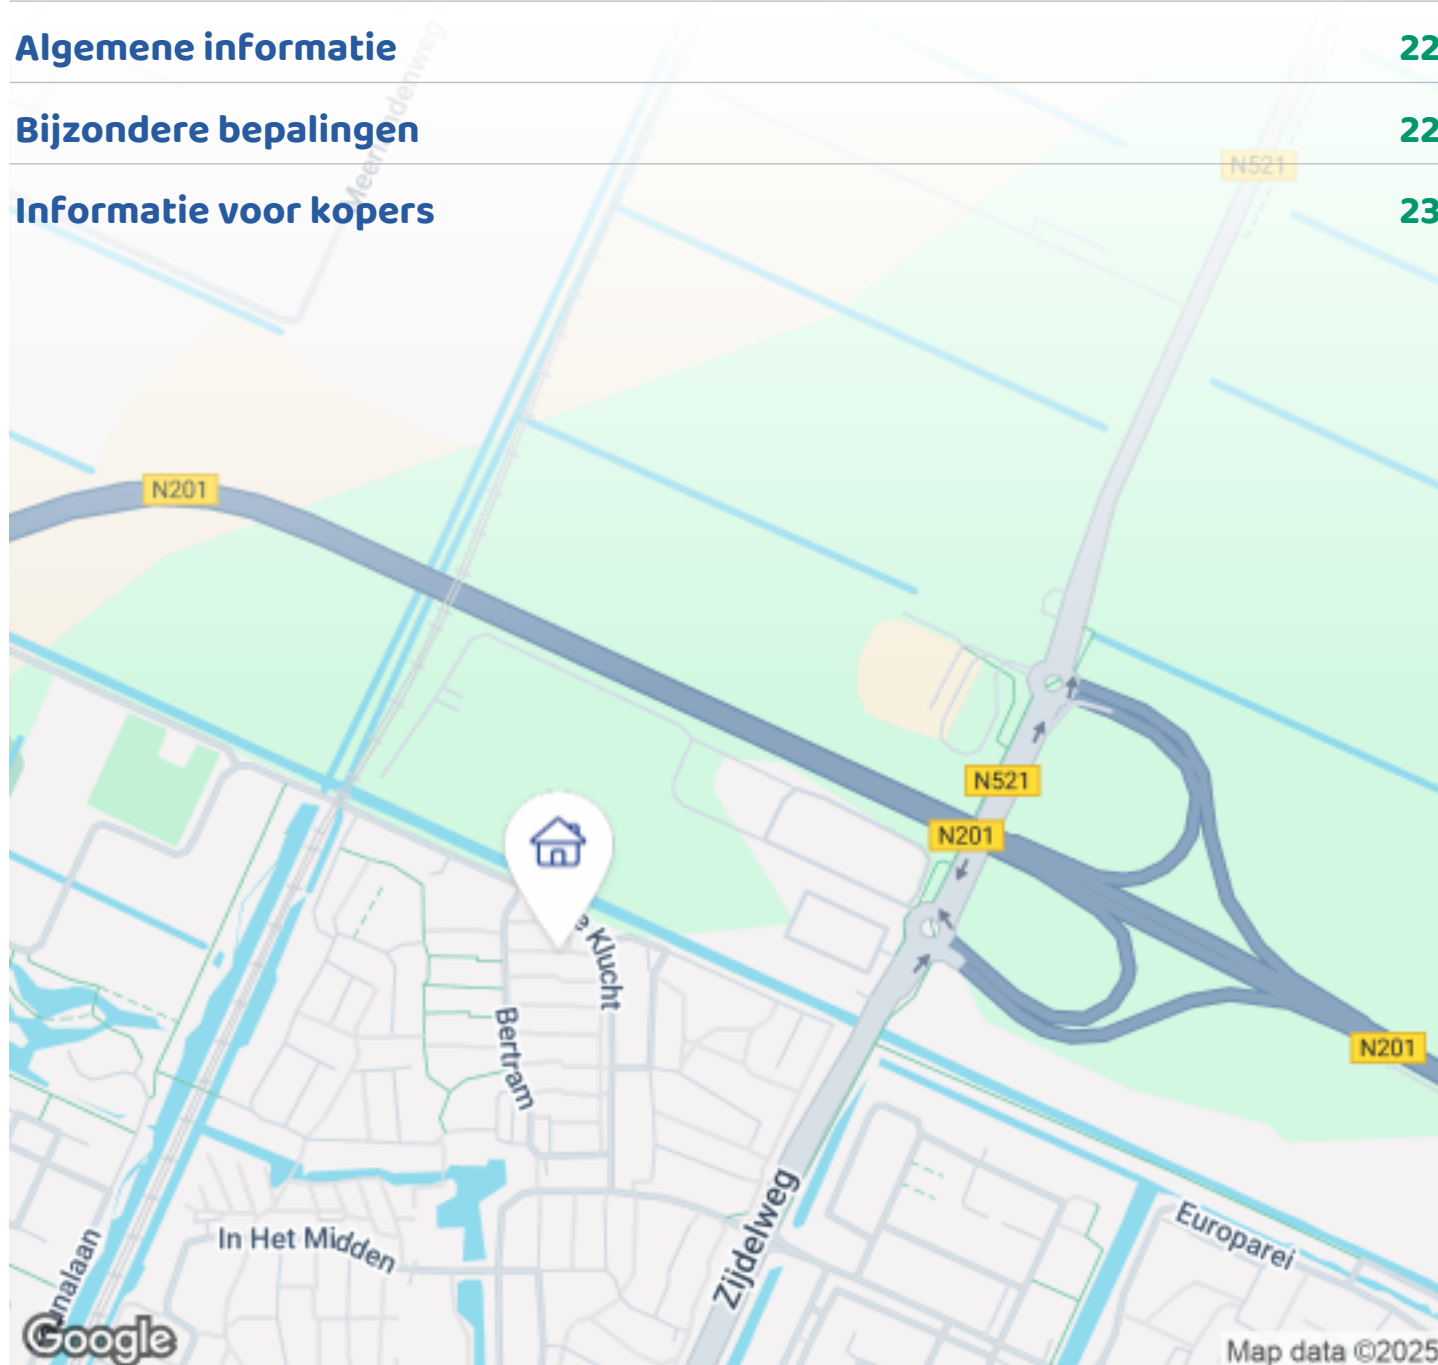 Algemene informatie 22
Bijzondere bepalingen 22
Informatie voor kopers 23
N521
N201
N521
N201
e Klucht
Bertram
N201
Zijdelweg
In Het Midden
Europarei
Google
Map data ©2025